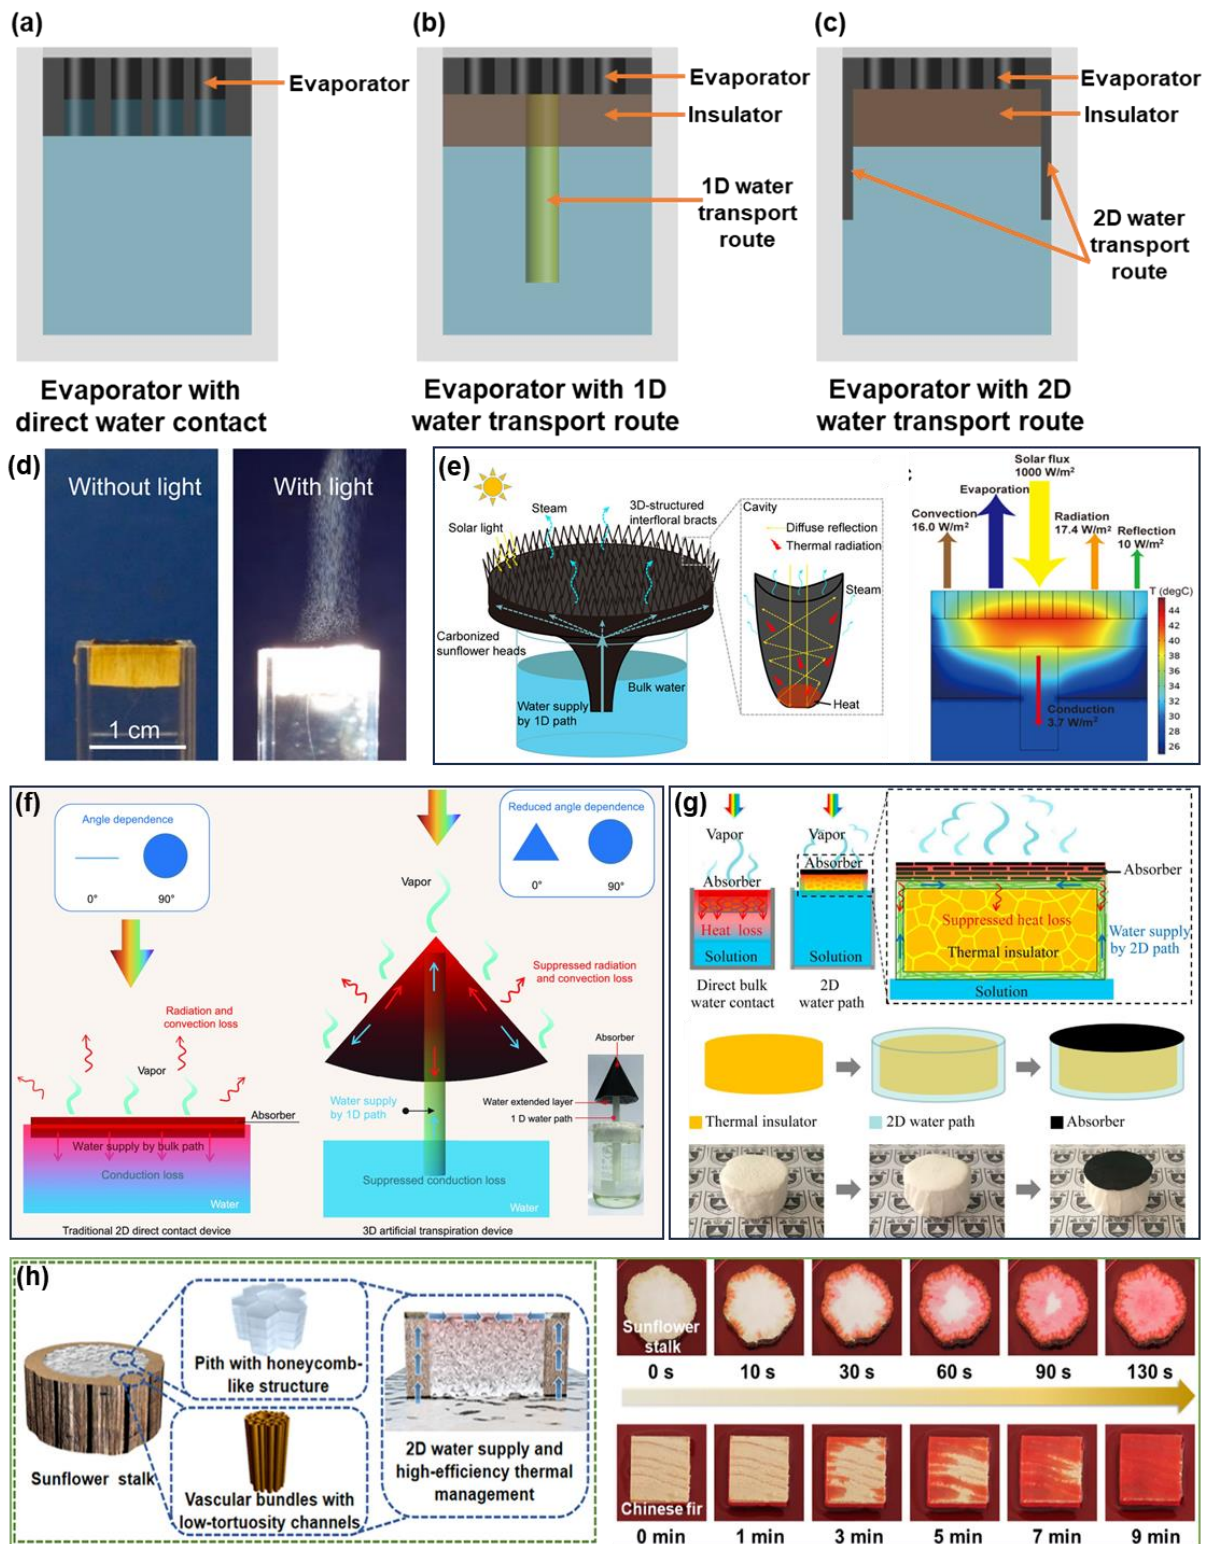 (a)
Evaporator
Evaporator with
direct water contact
(b)
Evaporator
Insulator
1D water
transport
route
Evaporator with 1D
water transport route
(c)
Evaporator
Insulator
2D water
transport
route
Evaporator with 2D
water transport route
(d)
Without light
1 cm
With light
(e)
Solar light
Steam
3D-structured
interfloral bracts
Carbonized
sunflower heads
Water supply
by 1D path
Bulk water
Cavity
Diffuse reflection
Thermal radiation
Steam
Heat
Solar flux
1000 W/m²
Evaporation
Convection
16.0 W/m²
Radiation
17.4 W/m²
Reflection
10 W/m²
T (degC)
44
42
40
38
36
34
32
30
28
26
Conduction
3.7 W/m²
(f)
Angle dependence
0°
90°
Radiation and
convection loss
Vapor
Absorber
Water supply by bulk path
Conduction loss
Water
Traditional 2D direct contact device
Reduced angle dependence
0°
90°
Vapor
Suppressed radiation
and convection loss
Water supply
by 1D path
Suppressed conduction loss
Water
3D artificial transpiration device
Absorber
Water extended layer
1 D water path
(g)
Vapor
Absorber
Heat loss
Solution
Direct bulk
water contact
Vapor
Absorber
Solution
2D
water path
Absorber
Suppressed heat loss
Thermal insulator
Water supply
by 2D path
Solution
Thermal insulator
2D water path
Absorber
(h)
Sunflower stalk
Pith with honeycomb-
like structure
Vascular bundles with
low-tortuosity channels
2D water supply and
high-efficiency thermal
management
Sunflower
stalk
0 s
10 s
30 s
60 s
90 s
130 s
Chinese fir
0 min
1 min
3 min
5 min
7 min
9 min